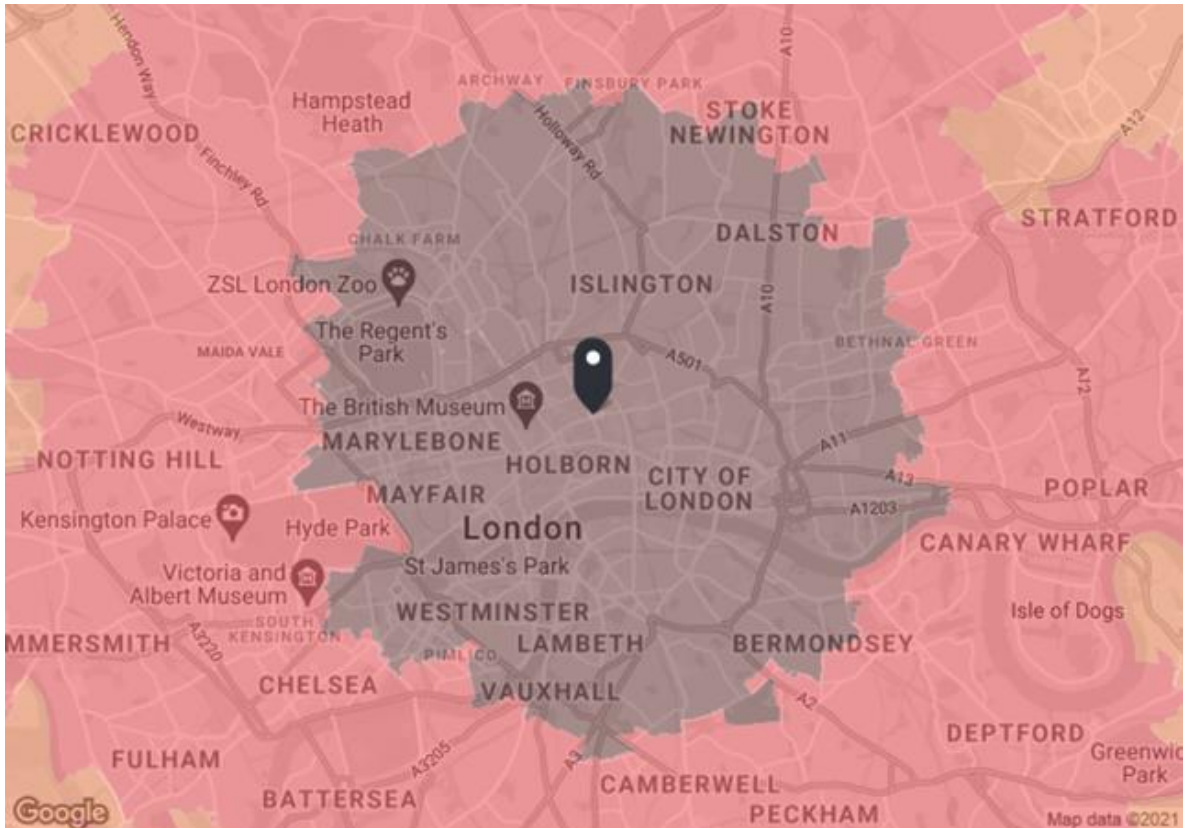 Hendon Way
A10
ARCHWAY
FINSBURY PARK
Hampstead
Heath
STOKE
NEWINGTON
CRICKLEWOOD
Holloway Rd
A12
Finchley Rd
STRATFORD
CHALK FARM
DALSTON
ZSL London Zoo
ISLINGTON
A10
The Regent's
Park
MAIDA VALE
BETHNAL GREEN
A501
A12
The British Museum
Westway
MARYLEBONE
A11
NOTTING HILL
HOLBORN
CITY OF
LONDON
A13
POPLAR
MAYFAIR
A1203
Kensington Palace
Hyde Park
London
CANARY WHARF
St James's Park
Victoria and
Albert Museum
WESTMINSTER
Isle of Dogs
SOUTH
KENSINGTON
MMERSMITH
A3220
LAMBETH
BERMONDSEY
PIMLICO
CHELSEA
VAUXHALL
A2
DEPTFORD
FULHAM
A3205
A3
Greenwic
Park
CAMBERWELL
BATTERSEA
PECKHAM
Google
Map data ©2021